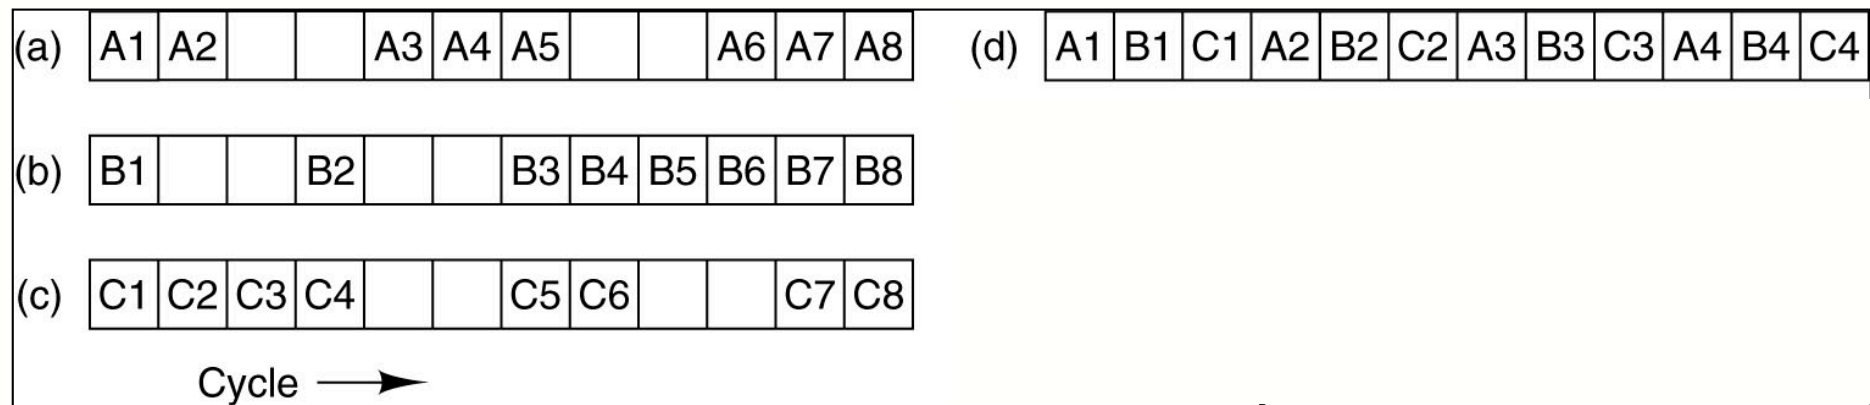 (a) A1 A2 A3 A4 A5 A6 A7 A8
(d) A1 B1 C1 A2 B2 C2 A3 B3 C3 A4 B4 C4
(b) B1 B2 B3 B4 B5 B6 B7 B8
(c) C1 C2 C3 C4 C5 C6 C7 C8
Cycle